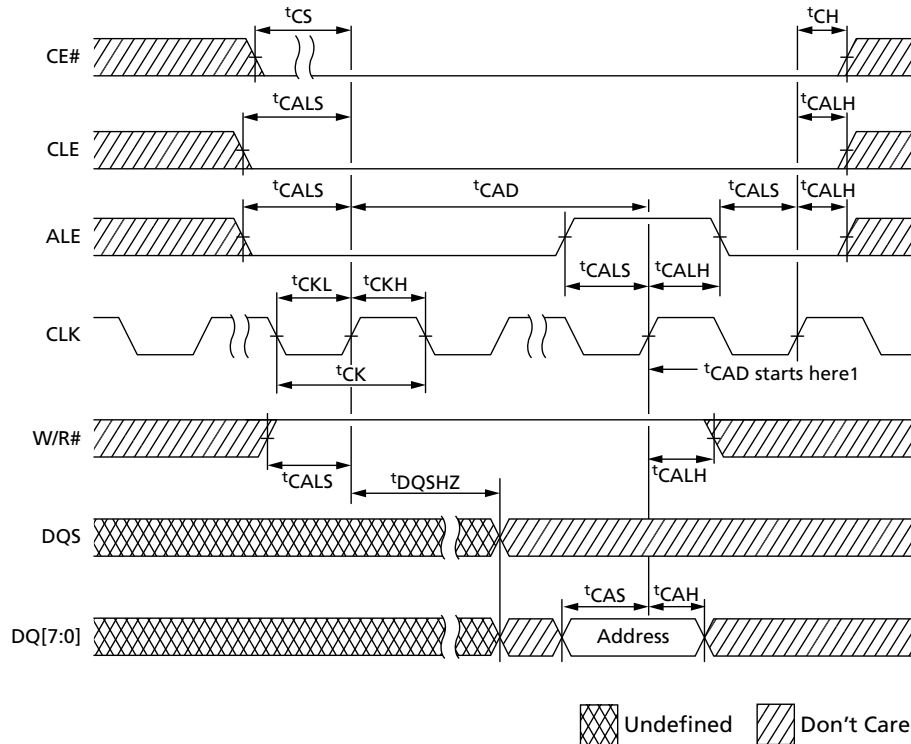 tCS
tCH
CE#
tCALS
tCALH
CLE
tCALS
tCAD
tCALS
tCALH
ALE
tCALS
tCALH
tCKL
tCKH
CLK
tCK
tCAD starts here1
W/R#
tCALS
tDQSHZ
tCALH
DQS
tCAS
tCAH
DQ[7:0]
Address
Undefined
Don't Care